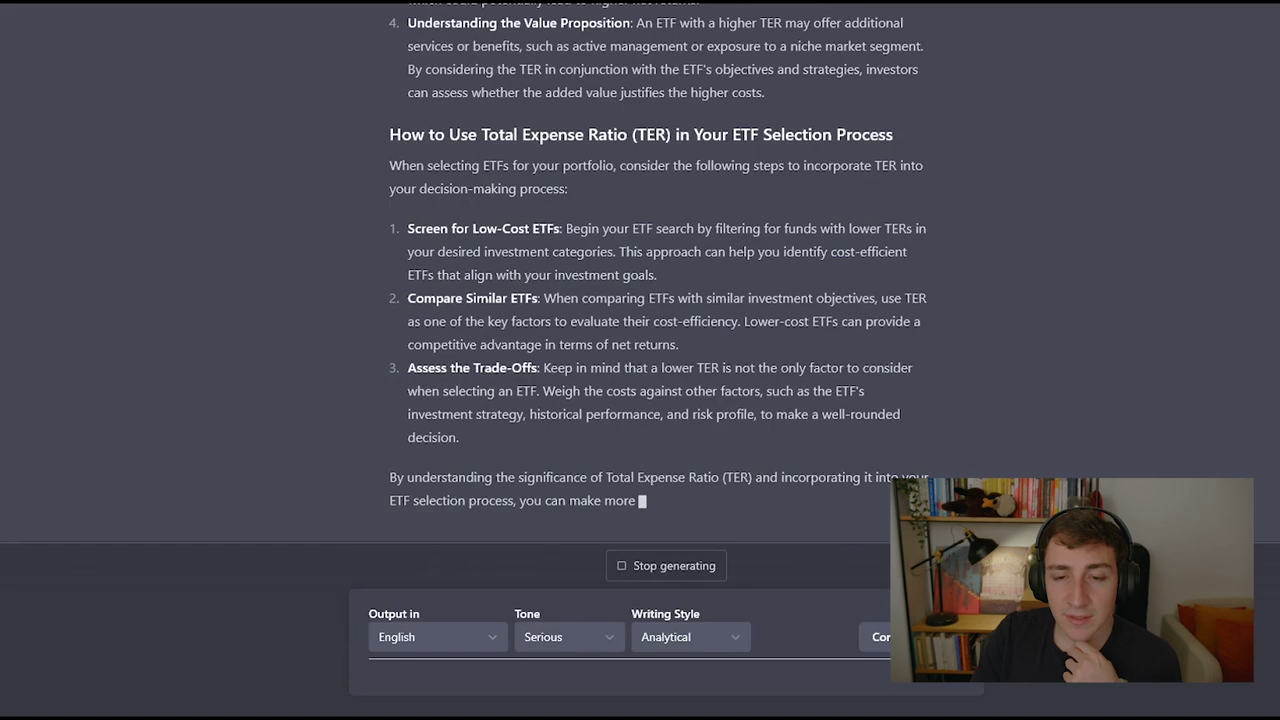 4. Understanding the Value Proposition: An ETF with a higher TER may offer additional
services or benefits, such as active management or exposure to a niche market segment.
By considering the TER in conjunction with the ETF's objectives and strategies, investors
can assess whether the added value justifies the higher costs.
How to Use Total Expense Ratio (TER) in Your ETF Selection Process
When selecting ETFs for your portfolio, consider the following steps to incorporate TER into
your decision-making process:
1. Screen for Low-Cost ETFs: Begin your ETF search by filtering for funds with lower TERs in
your desired investment categories. This approach can help you identify cost-efficient
ETFs that align with your investment goals.
2. Compare Similar ETFs: When comparing ETFs with similar investment objectives, use TER
as one of the key factors to evaluate their cost-efficiency. Lower-cost ETFs can provide a
competitive advantage in terms of net returns.
3. Assess the Trade-Offs: Keep in mind that a lower TER is not the only factor to consider
when selecting an ETF. Weigh the costs against other factors, such as the ETF's
investment strategy, historical performance, and risk profile, to make a well-rounded
decision.
By understanding the significance of Total Expense Ratio (TER) and incorporating it into your
ETF selection process, you can make more
Stop generating
Output in Tone Writing Style
English Serious Analytical